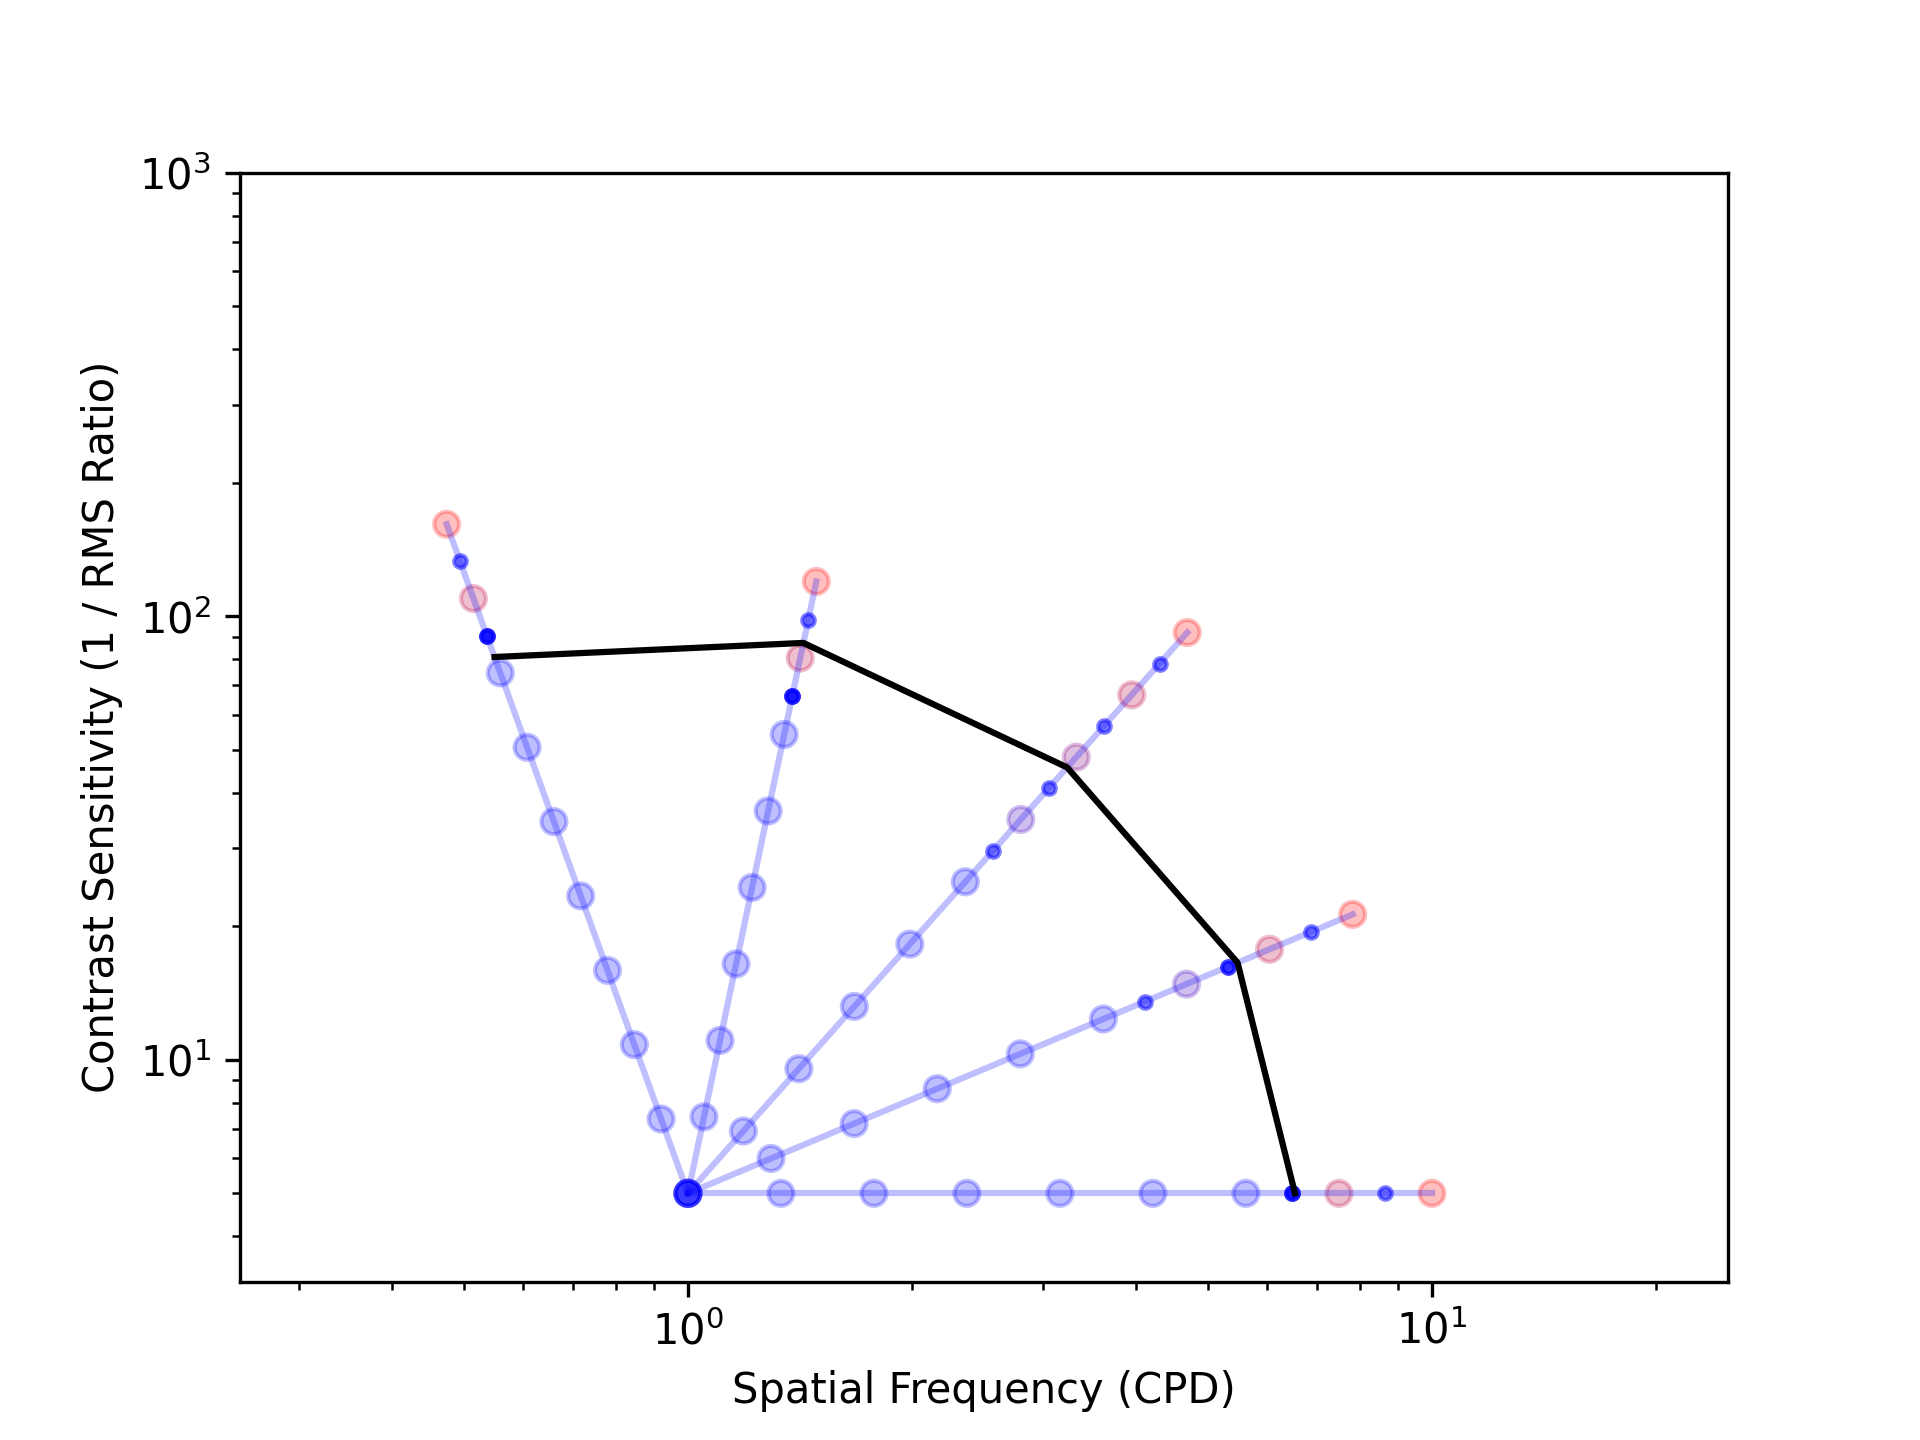 10³
10²
10¹
10⁰
10¹
Contrast Sensitivity (1 / RMS Ratio)
Spatial Frequency (CPD)